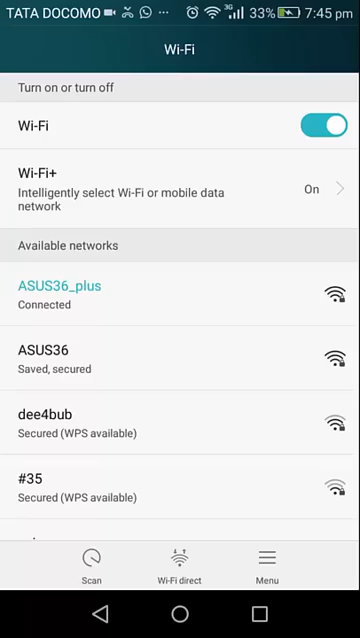 TATA DOCOMO ... 3G 33% 7:45 pm
Wi-Fi
Turn on or turn off
Wi-Fi
Wi-Fi+
Intelligently select Wi-Fi or mobile data
network
On
Available networks
ASUS36_plus
Connected
ASUS36
Saved, secured
dee4bub
Secured (WPS available)
#35
Secured (WPS available)
Scan
Wi-Fi direct
Menu